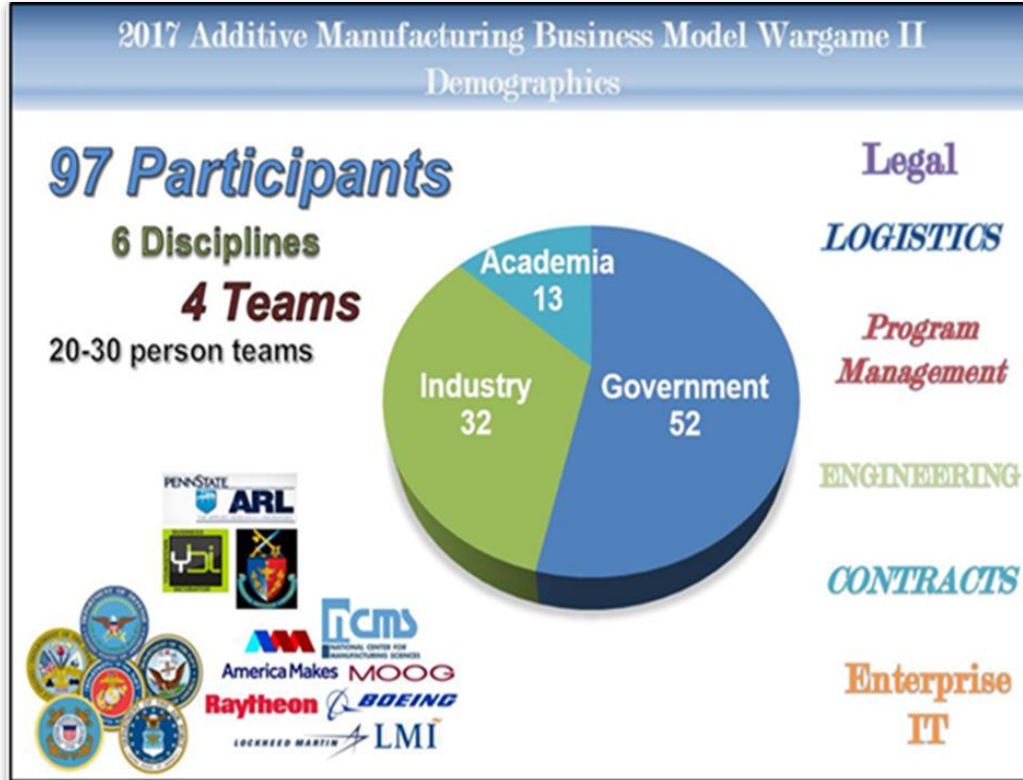 2017 Additive Manufacturing Business Model Wargame II
Demographics
97 Participants
6 Disciplines
4 Teams
20-30 person teams
Academia
13
Industry
32
Government
52
Legal
LOGISTICS
Program
Management
ENGINEERING
CONTRACTS
Enterprise
IT
PENNSTATE
ARL
ybi
ncms
NATIONAL CENTER FOR
MANUFACTURING SCIENCES
America Makes
MOOG
Raytheon
BOEING
LOCKHEED MARTIN
LMI